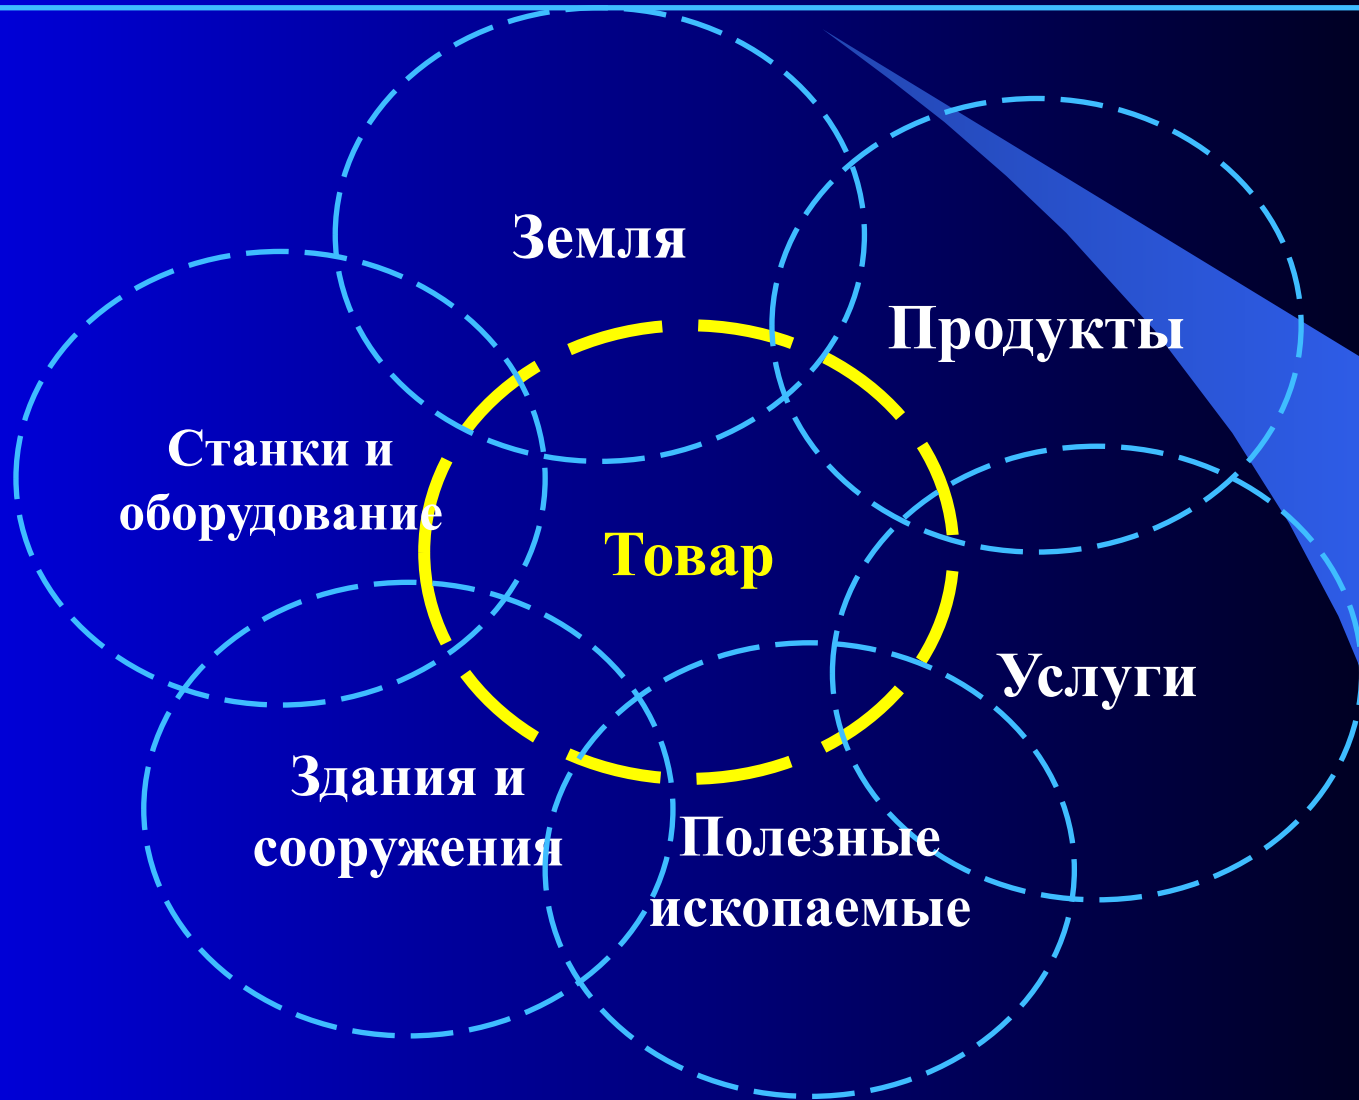 Земля
Продукты
Станки и
оборудование
Товар
Услуги
Здания и
сооружения
Полезные
ископаемые